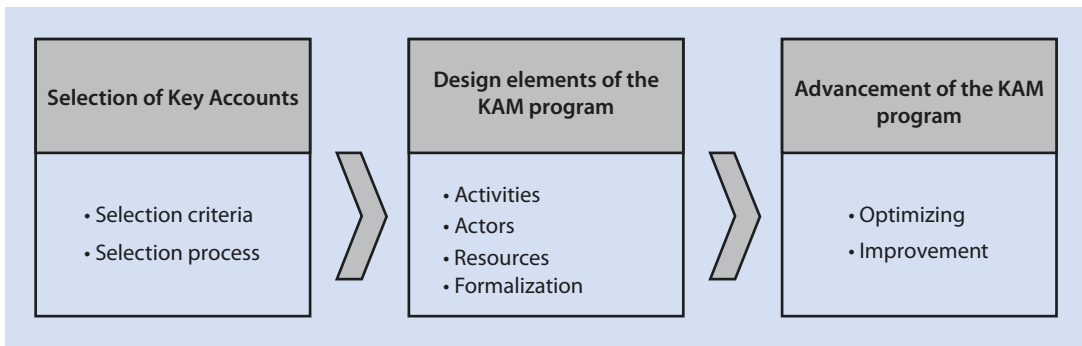 Selection of Key Accounts
• Selection criteria
• Selection process
Design elements of the
KAM program
• Activities
• Actors
• Resources
• Formalization
Advancement of the KAM
program
• Optimizing
• Improvement